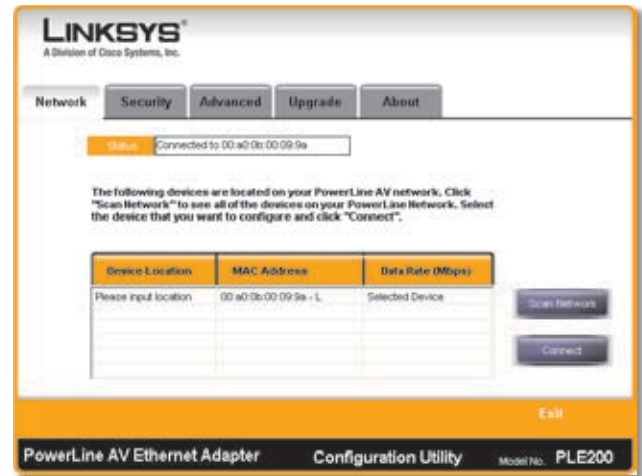 LINKSYS®
A Division of Cisco Systems, Inc.
Network Security Advanced Upgrade About
Status Connected to 00:a0:0b:00:09:9a
The following devices are located on your PowerLine AV network. Click
"Scan Network" to see all of the devices on your PowerLine Network. Select
the device that you want to configure and click "Connect".
Device Location MAC Address Data Rate (Mbps)
Please input location 00:a0:0b:00:09:9a - L Selected Device
Scan Network
Connect
Exit
PowerLine AV Ethernet Adapter Configuration Utility Model No. PLE200